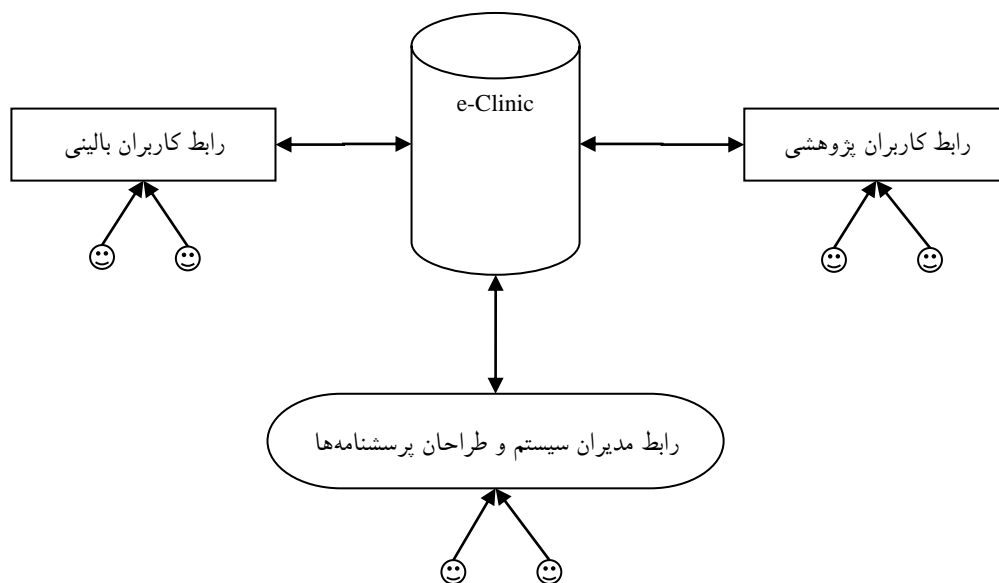 e-Clinic
رابط کاربران بالینی
رابط کاربران پژوهشی
رابط مدیران سیستم و طراحان پرسشنامه‌ها